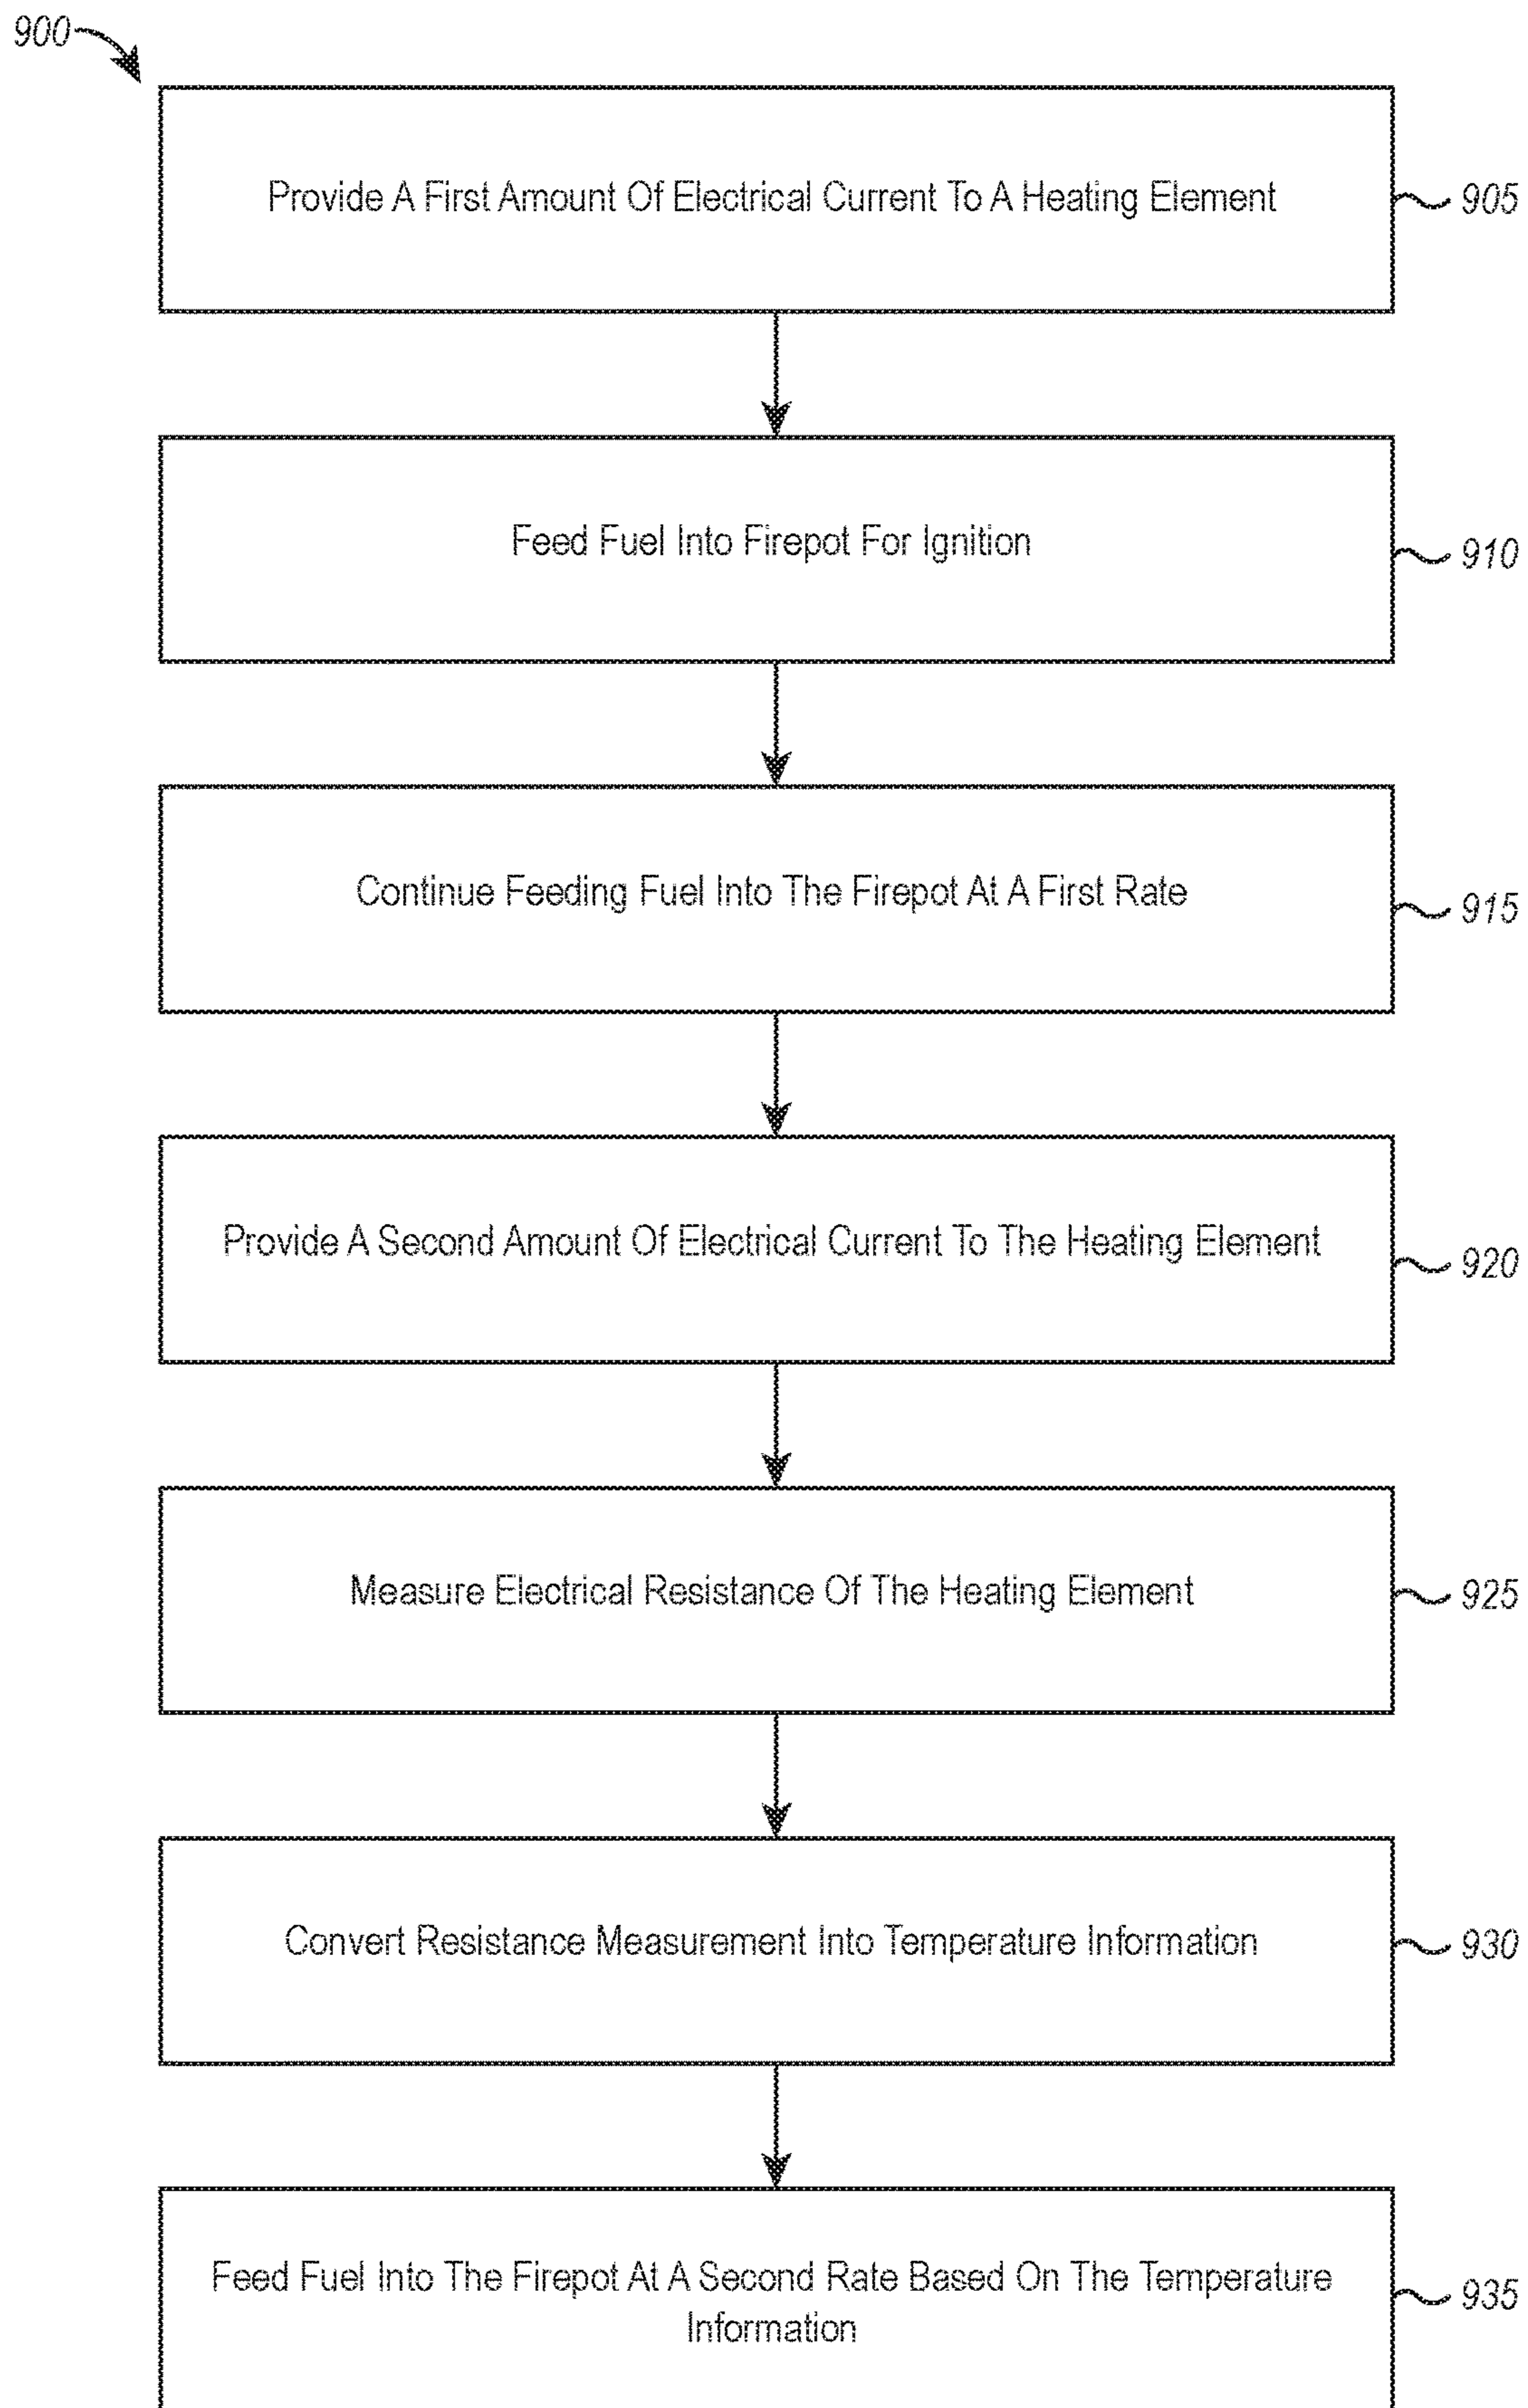 900
Provide A First Amount Of Electrical Current To A Heating Element
905
Feed Fuel Into Firepot For Ignition
910
Continue Feeding Fuel Into The Firepot At A First Rate
915
Provide A Second Amount Of Electrical Current To The Heating Element
920
Measure Electrical Resistance Of The Heating Element
925
Convert Resistance Measurement Into Temperature Information
930
Feed Fuel Into The Firepot At A Second Rate Based On The Temperature
Information
935